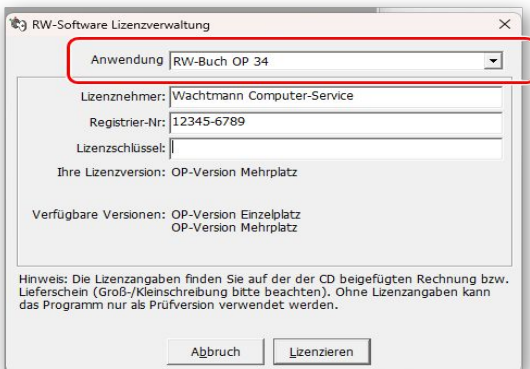 RW-Software Lizenzverwaltung
Anwendung RW-Buch OP 34
Lizenznehmer: Wachtmann Computer-Service
Registrier-Nr: 12345-6789
Lizenzschlüssel:
Ihre Lizenzversion: OP-Version Mehrplatz
Verfügbare Versionen: OP-Version Einzelplatz
OP-Version Mehrplatz
Hinweis: Die Lizenzangaben finden Sie auf der der CD beigefügten Rechnung bzw.
Lieferschein (Groß-/Kleinschreibung bitte beachten). Ohne Lizenzangaben kann
das Programm nur als Prüfversion verwendet werden.
Abbruch Lizenzieren